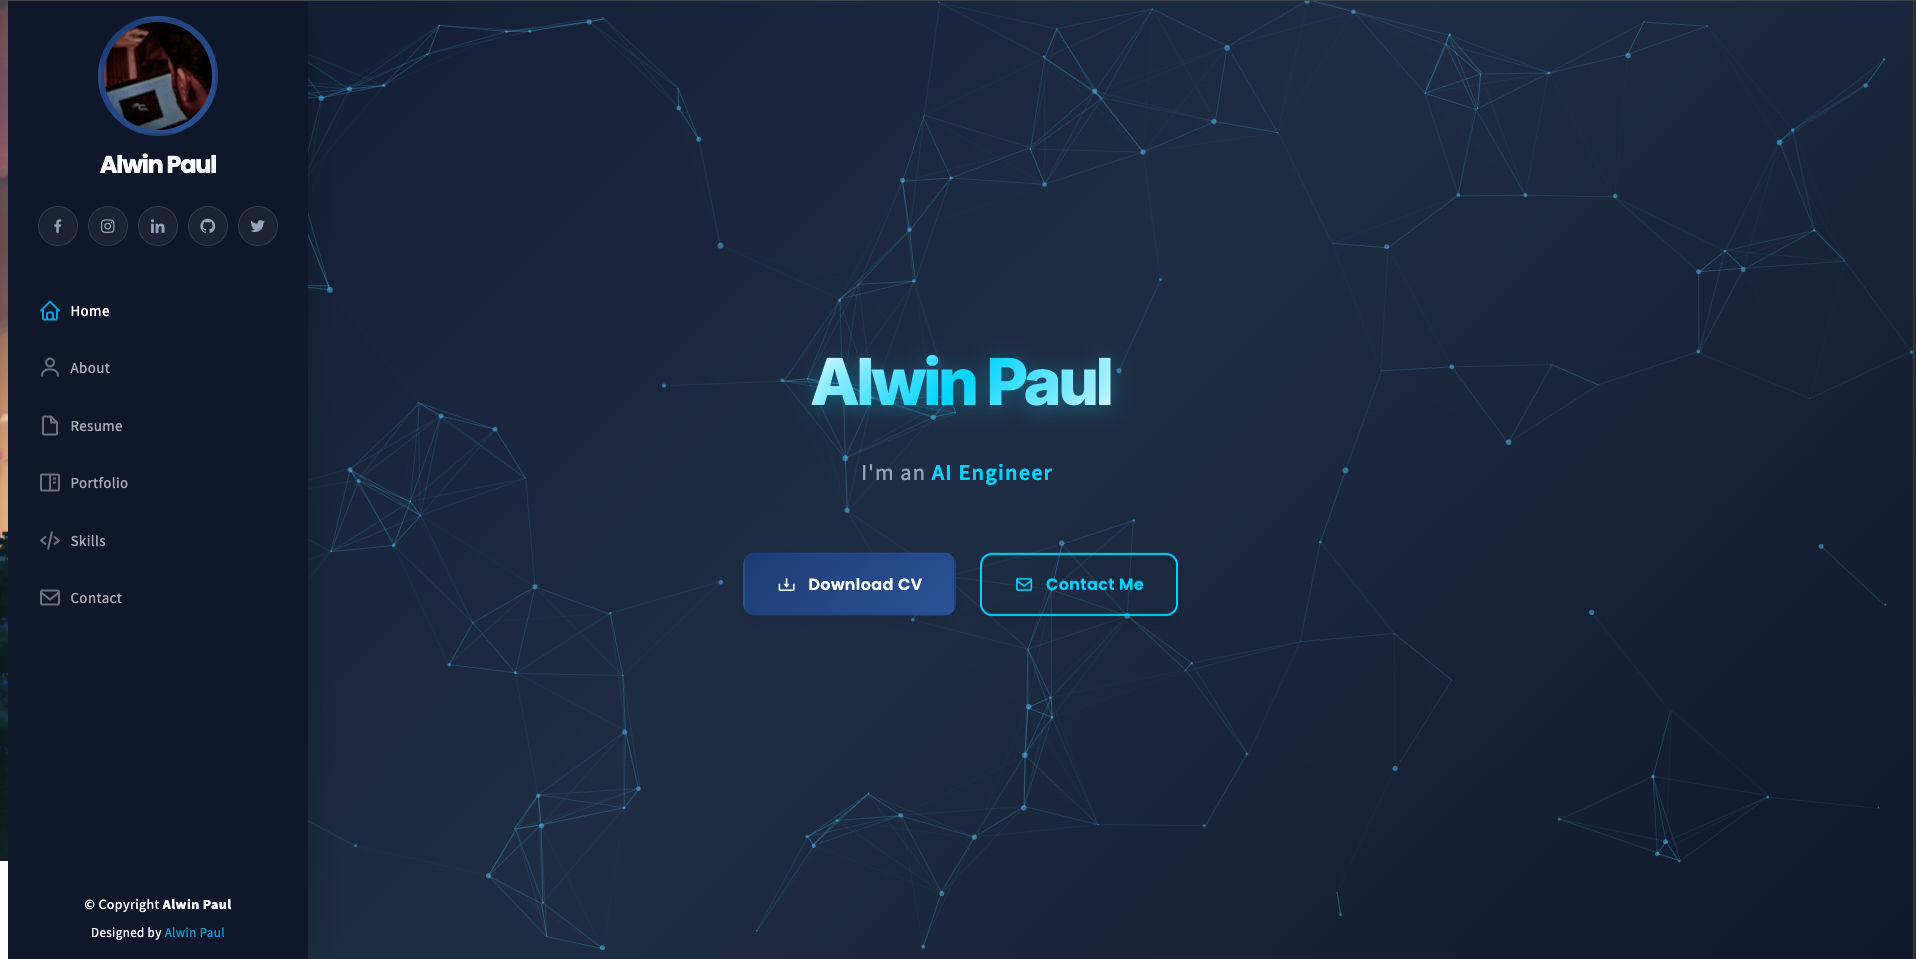 Alwin Paul
Home
About
Resume
Portfolio
Skills
Contact
© Copyright Alwin Paul
Designed by Alwin Paul
Alwin Paul
I'm an AI Engineer
Download CV
Contact Me